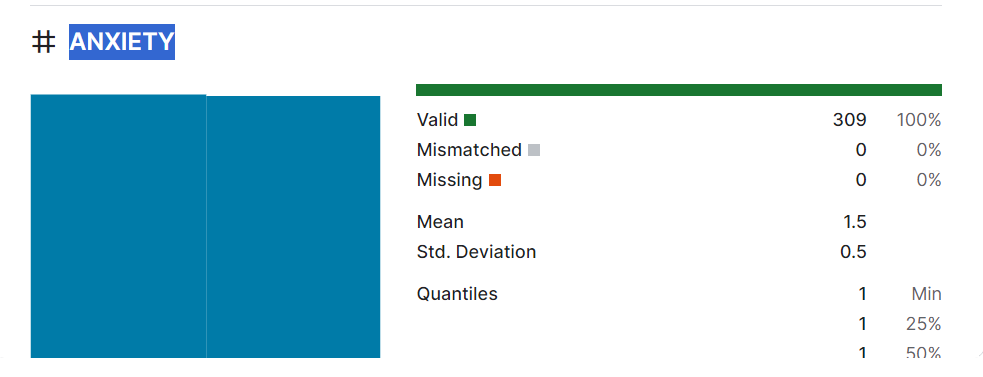 # ANXIETY
Valid 309 100%
Mismatched 0 0%
Missing 0 0%
Mean 1.5
Std. Deviation 0.5
Quantiles 1 Min
1 25%
1 50%